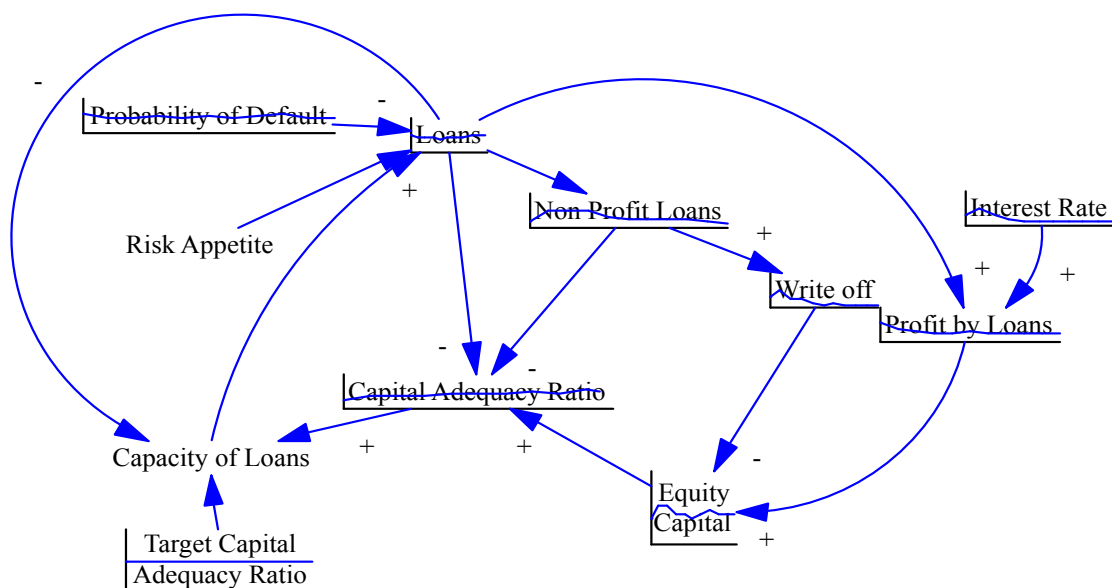 -
Probability of Default
-
Loans
+
Non Profit Loans
Interest Rate
Risk Appetite
+
+
+
Write off
Profit by Loans
-
-
Capital Adequacy Ratio
+
+
Capacity of Loans
-
Equity
Capital
+
Target Capital
Adequacy Ratio